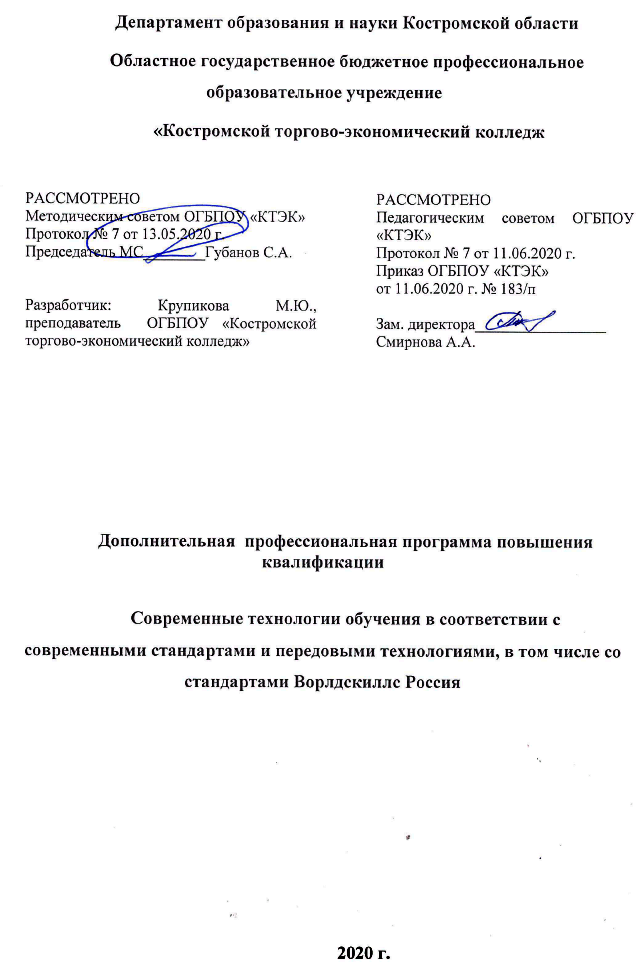 Департамент образования и науки Костромской области
Областное государственное бюджетное профессиональное
образовательное учреждение
«Костромской торгово-экономический колледж
РАССМОТРЕНО
Методическим советом ОГБПОУ «КТЭК»
Протокол № 7 от 13.05.2020 г.
Председатель МС________Губанов С.А.
Разработчик: Крупикова М.Ю.,
преподаватель ОГБПОУ «Костромской
торгово-экономический колледж»
РАССМОТРЕНО
Педагогическим советом ОГБПОУ
«КТЭК»
Протокол № 7 от 11.06.2020 г.
Приказ ОГБПОУ «КТЭК»
от 11.06.2020 г. № 183/п
Зам. директора_________________
Смирнова А.А.
Дополнительная профессиональная программа повышения
квалификации
Современные технологии обучения в соответствии с
современными стандартами и передовыми технологиями, в том числе со
стандартами Ворлдскиллс Россия
2020 г.